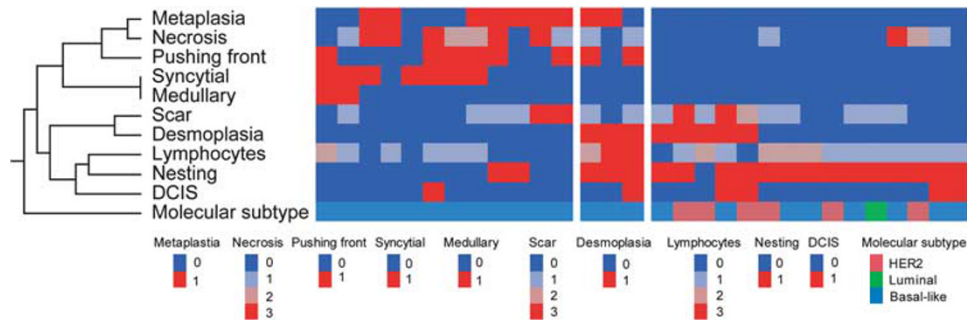 Metaplasia
Necrosis
Pushing front
Syncytial
Medullary
Scar
Desmoplasia
Lymphocytes
Nesting
DCIS
Molecular subtype
Metaplastia Necrosis Pushing front Syncytial Medullary Scar Desmoplasia Lymphocytes Nesting DCIS Molecular subtype
0 0 0 0 0 0 0 0 0 0 HER2
1 1 1 1 1 1 1 1 1 1 Luminal
2 2 2 Basal-like
3 3 3